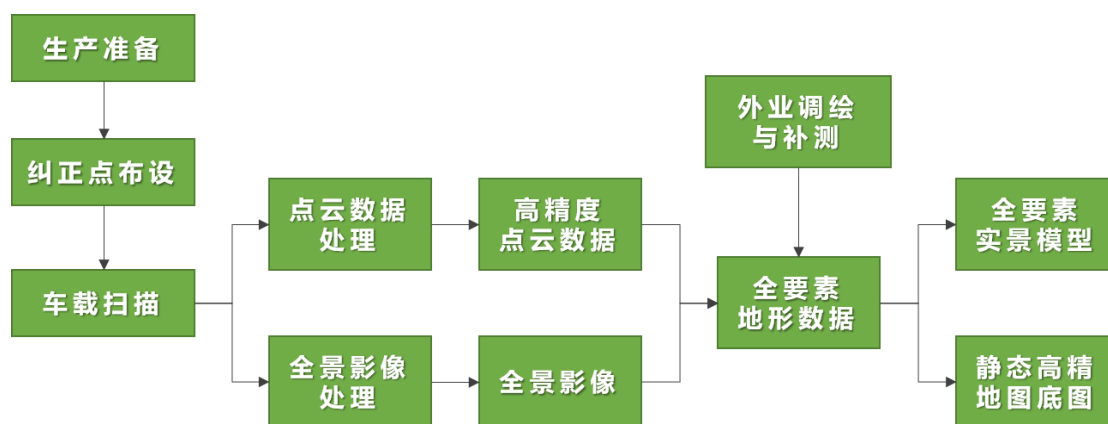 生产准备
纠正点布设
车载扫描
点云数据
处理
高精度
点云数据
全景影像
处理
全景影像
外业调绘
与补测
全要素
地形数据
全要素
实景模型
静态高精
地图底图